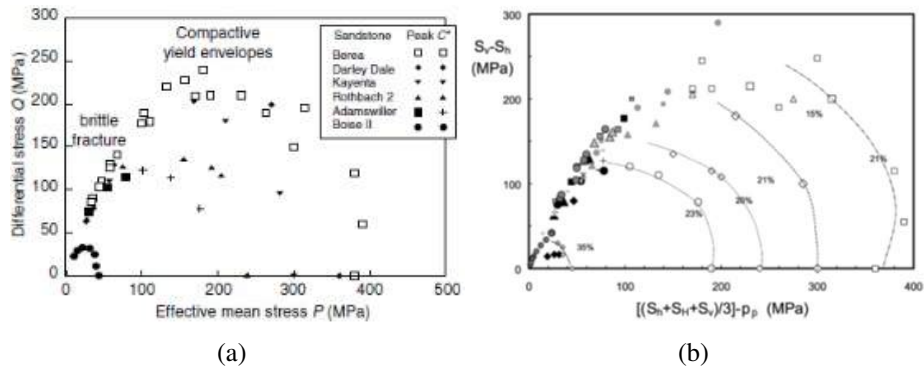 Compactive
yield envelopes
brittle
fracture
Sandstone Peak C*
Berea
Darley Dale
Kayenta
Rothbach 2
Adamswiller
Boise II
Differential stress Q (MPa)
300
250
200
150
100
50
0
0 100 200 300 400 500
Effective mean stress P (MPa)
(a)
Sv-Sh
(MPa)
300
200
100
0
15%
21%
21%
20%
23%
35%
0 100 200 300 400
[(Sh+SH+Sv)/3]-pp (MPa)
(b)